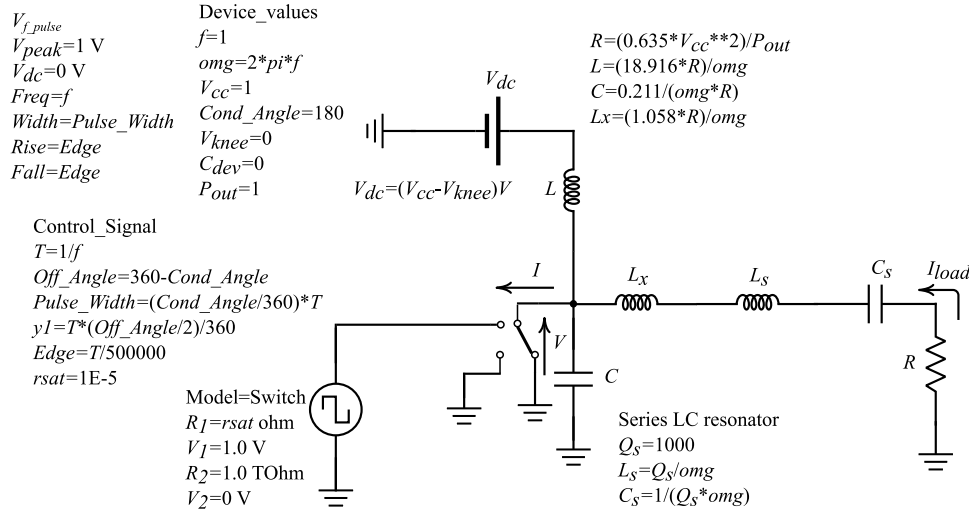 V_f_pulse
V_peak=1 V
V_dc=0 V
Freq=f
Width=Pulse_Width
Rise=Edge
Fall=Edge
Device_values
f=1
omg=2*pi*f
V_cc=1
Cond_Angle=180
V_knee=0
C_dev=0
P_out=1
R=(0.635*V_cc**2)/P_out
L=(18.916*R)/omg
C=0.211/(omg*R)
Lx=(1.058*R)/omg
V_dc
V_dc=(V_cc-V_knee)V
L
Control_Signal
T=1/f
Off_Angle=360-Cond_Angle
Pulse_Width=(Cond_Angle/360)*T
y1=T*(Off_Angle/2)/360
Edge=T/500000
rsat=1E-5
I
L_x
L_s
C_s
I_load
V
C
R
Model=Switch
R_1=rsat ohm
V_1=1.0 V
R_2=1.0 TOhm
V_2=0 V
Series LC resonator
Q_s=1000
L_s=Q_s/omg
C_s=1/(Q_s*omg)